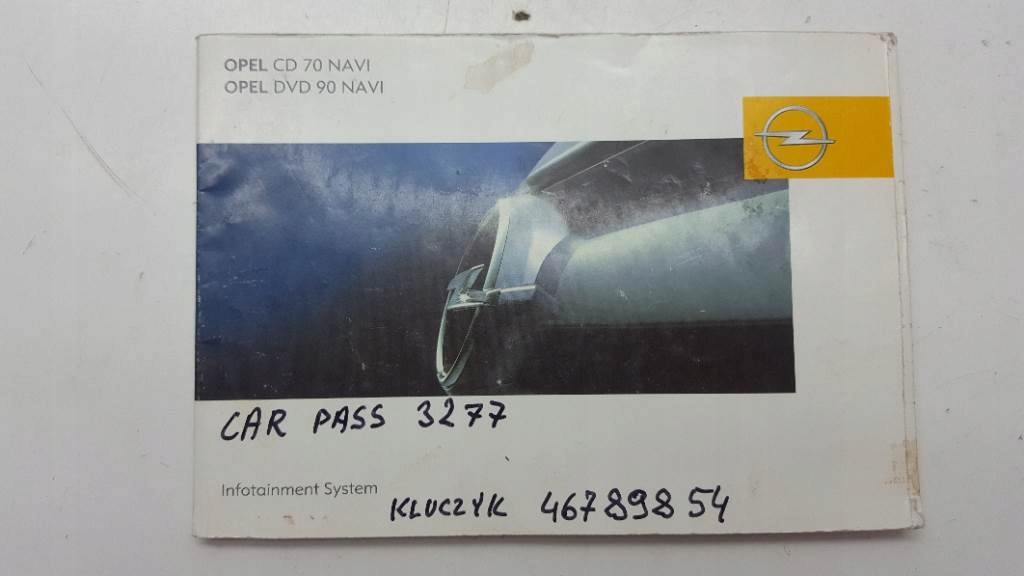 OPEL CD 70 NAVI
OPEL DVD 90 NAVI
CAR PASS 3277
Infotainment System
KLUCZYK 46789854